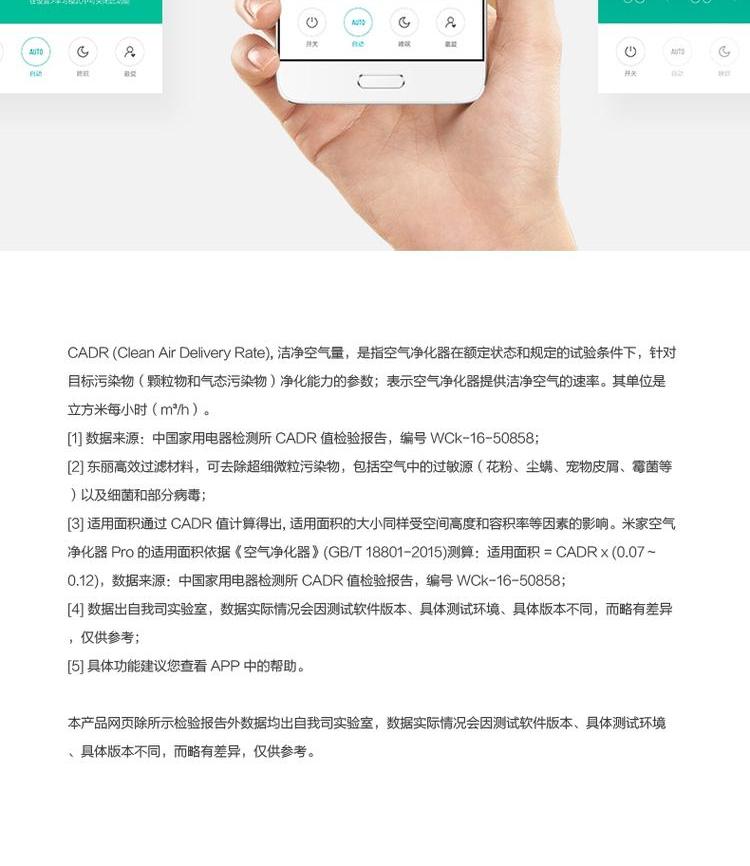 在设置>学习模式中可关闭此功能
AUTO
自动
睡眠
最爱
开关
AUTO
自动
睡眠
最爱
开关
AUTO
自动
睡眠
CADR (Clean Air Delivery Rate), 洁净空气量，是指空气净化器在额定状态和规定的试验条件下，针对
目标污染物（颗粒物和气态污染物）净化能力的参数；表示空气净化器提供洁净空气的速率。其单位是
立方米每小时（m³/h）。
[1] 数据来源：中国家用电器检测所 CADR 值检验报告，编号 WCk-16-50858；
[2] 东丽高效过滤材料，可去除超细微粒污染物，包括空气中的过敏源（花粉、尘螨、宠物皮屑、霉菌等
）以及细菌和部分病毒；
[3] 适用面积通过 CADR 值计算得出, 适用面积的大小同样受空间高度和容积率等因素的影响。米家空气
净化器 Pro 的适用面积依据《空气净化器》(GB/T 18801-2015)测算：适用面积 = CADR x (0.07 ~
0.12)，数据来源：中国家用电器检测所 CADR 值检验报告，编号 WCk-16-50858；
[4] 数据出自我司实验室，数据实际情况会因测试软件版本、具体测试环境、具体版本不同，而略有差异
，仅供参考；
[5] 具体功能建议您查看 APP 中的帮助。
本产品网页除所示检验报告外数据均出自我司实验室，数据实际情况会因测试软件版本、具体测试环境
、具体版本不同，而略有差异，仅供参考。